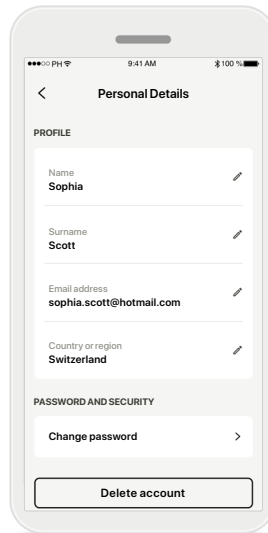 ●●●○○ PH 9:41 AM 100 %
Personal Details
PROFILE
Name
Sophia
Surname
Scott
Email address
sophia.scott@hotmail.com
Country or region
Switzerland
PASSWORD AND SECURITY
Change password
Delete account